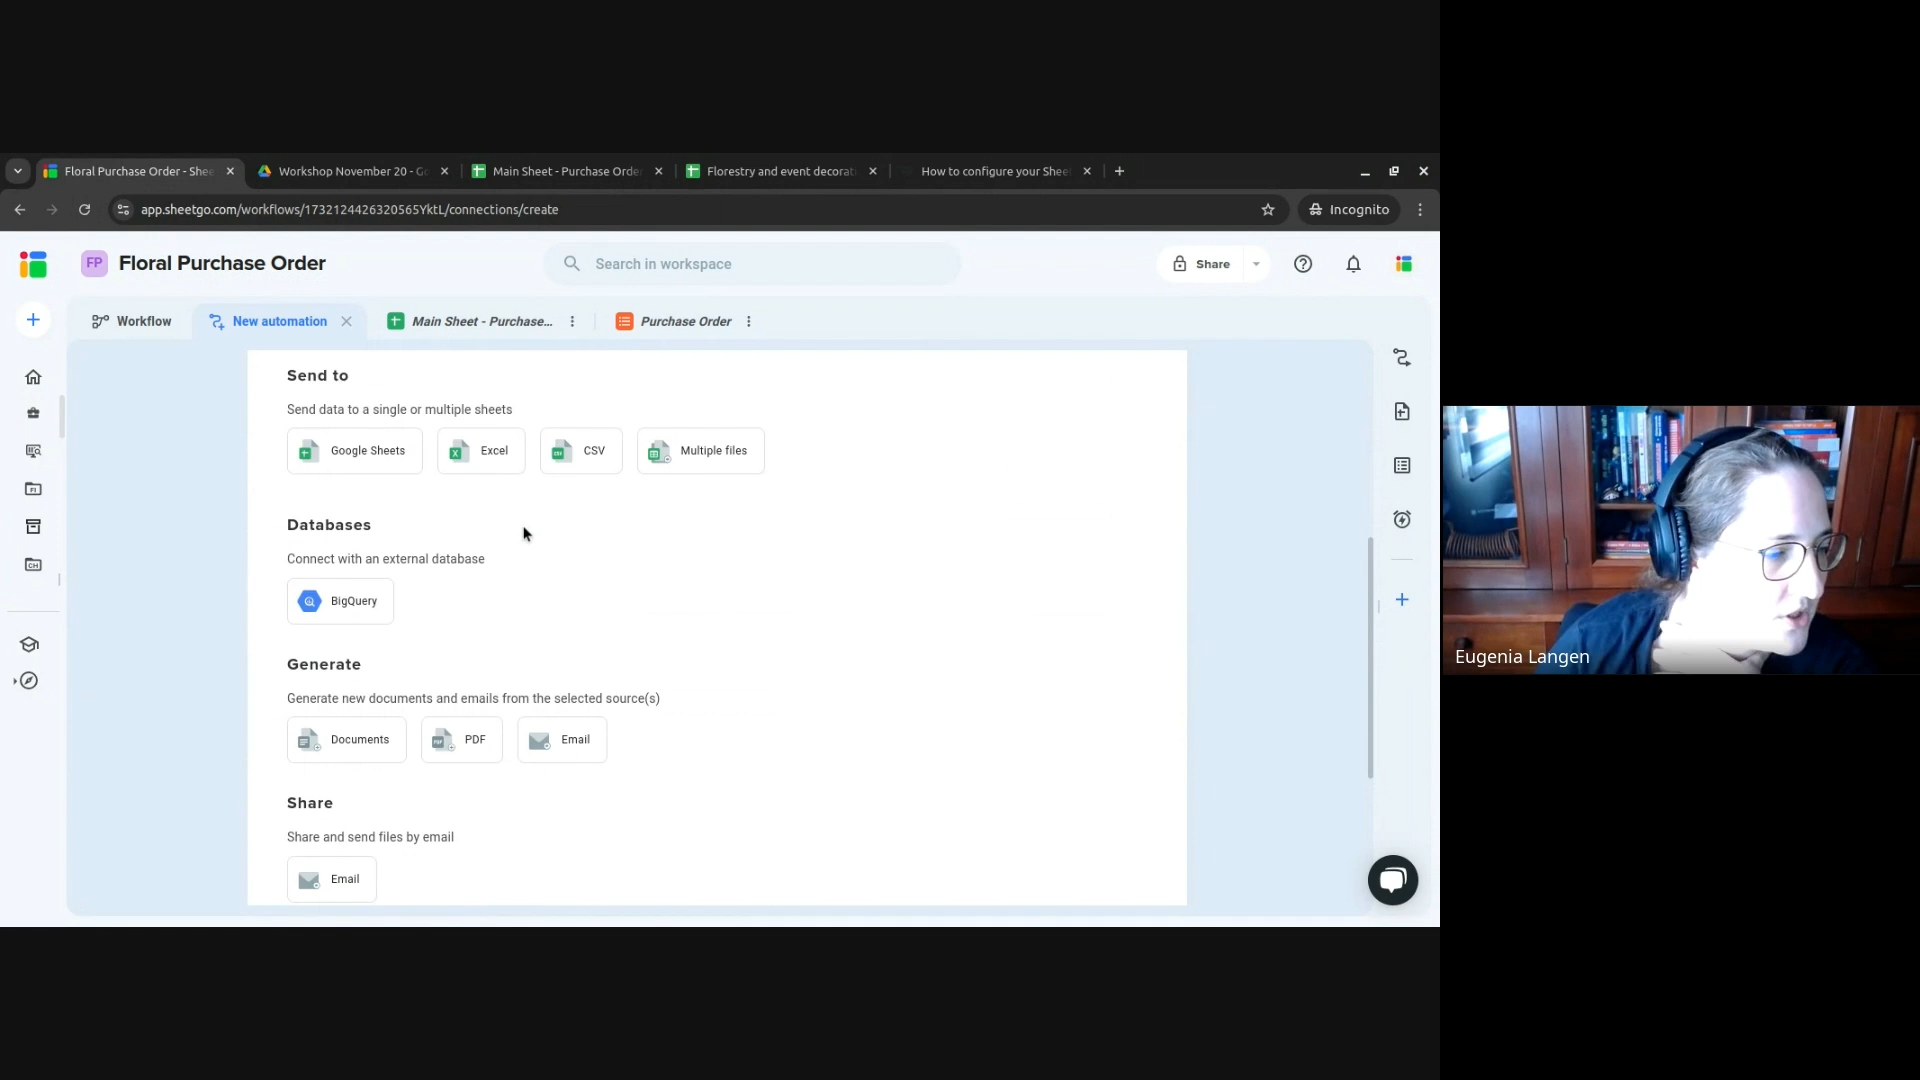 Floral Purchase Order - Shee
Workshop November 20 - Go
Main Sheet - Purchase Orde
Florestry and event decorati
How to configure your Shee
app.sheetgo.com/workflows/1732124426320565YktL/connections/create
Incognito
FP
Floral Purchase Order
Search in workspace
Share
Workflow
New automation
Main Sheet - Purchase...
Purchase Order
Send to
Send data to a single or multiple sheets
Google Sheets
Excel
CSV
Multiple files
Databases
Connect with an external database
BigQuery
Generate
Generate new documents and emails from the selected source(s)
Documents
PDF
Email
Share
Share and send files by email
Email
FI
CH
Eugenia Langen